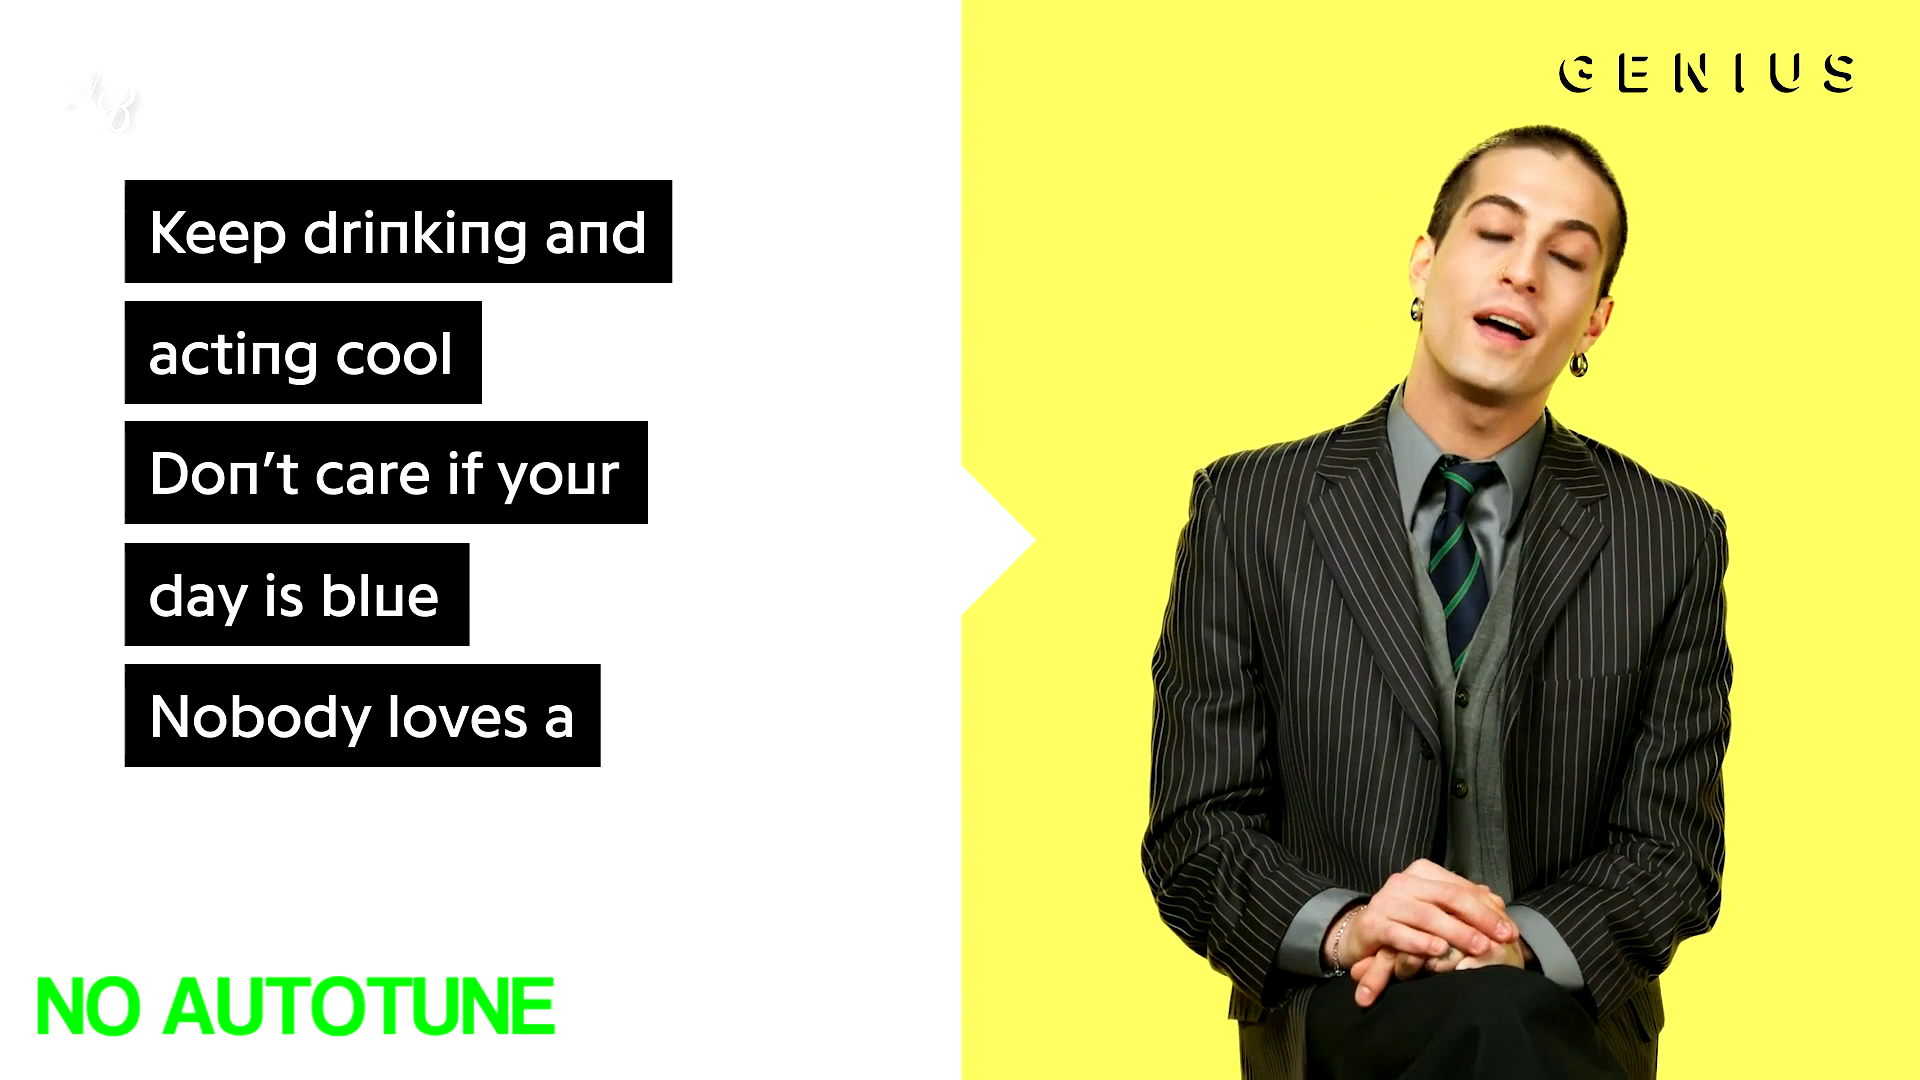 GENIUS
Keep drinking and
acting cool
Don’t care if your
day is blue
Nobody loves a
NO AUTOTUNE